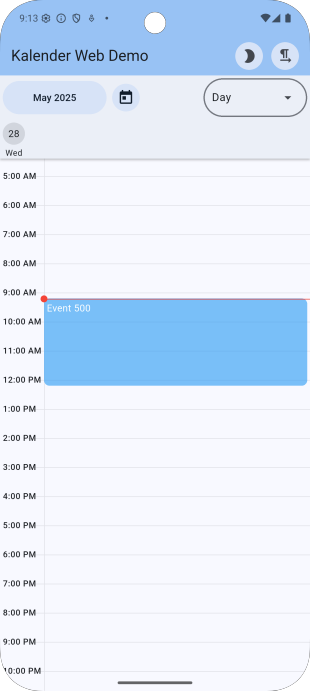 9:13
Kalender Web Demo
May 2025
Day
28
Wed
5:00 AM
6:00 AM
7:00 AM
8:00 AM
9:00 AM
Event 500
10:00 AM
11:00 AM
12:00 PM
1:00 PM
2:00 PM
3:00 PM
4:00 PM
5:00 PM
6:00 PM
7:00 PM
8:00 PM
9:00 PM
10:00 PM